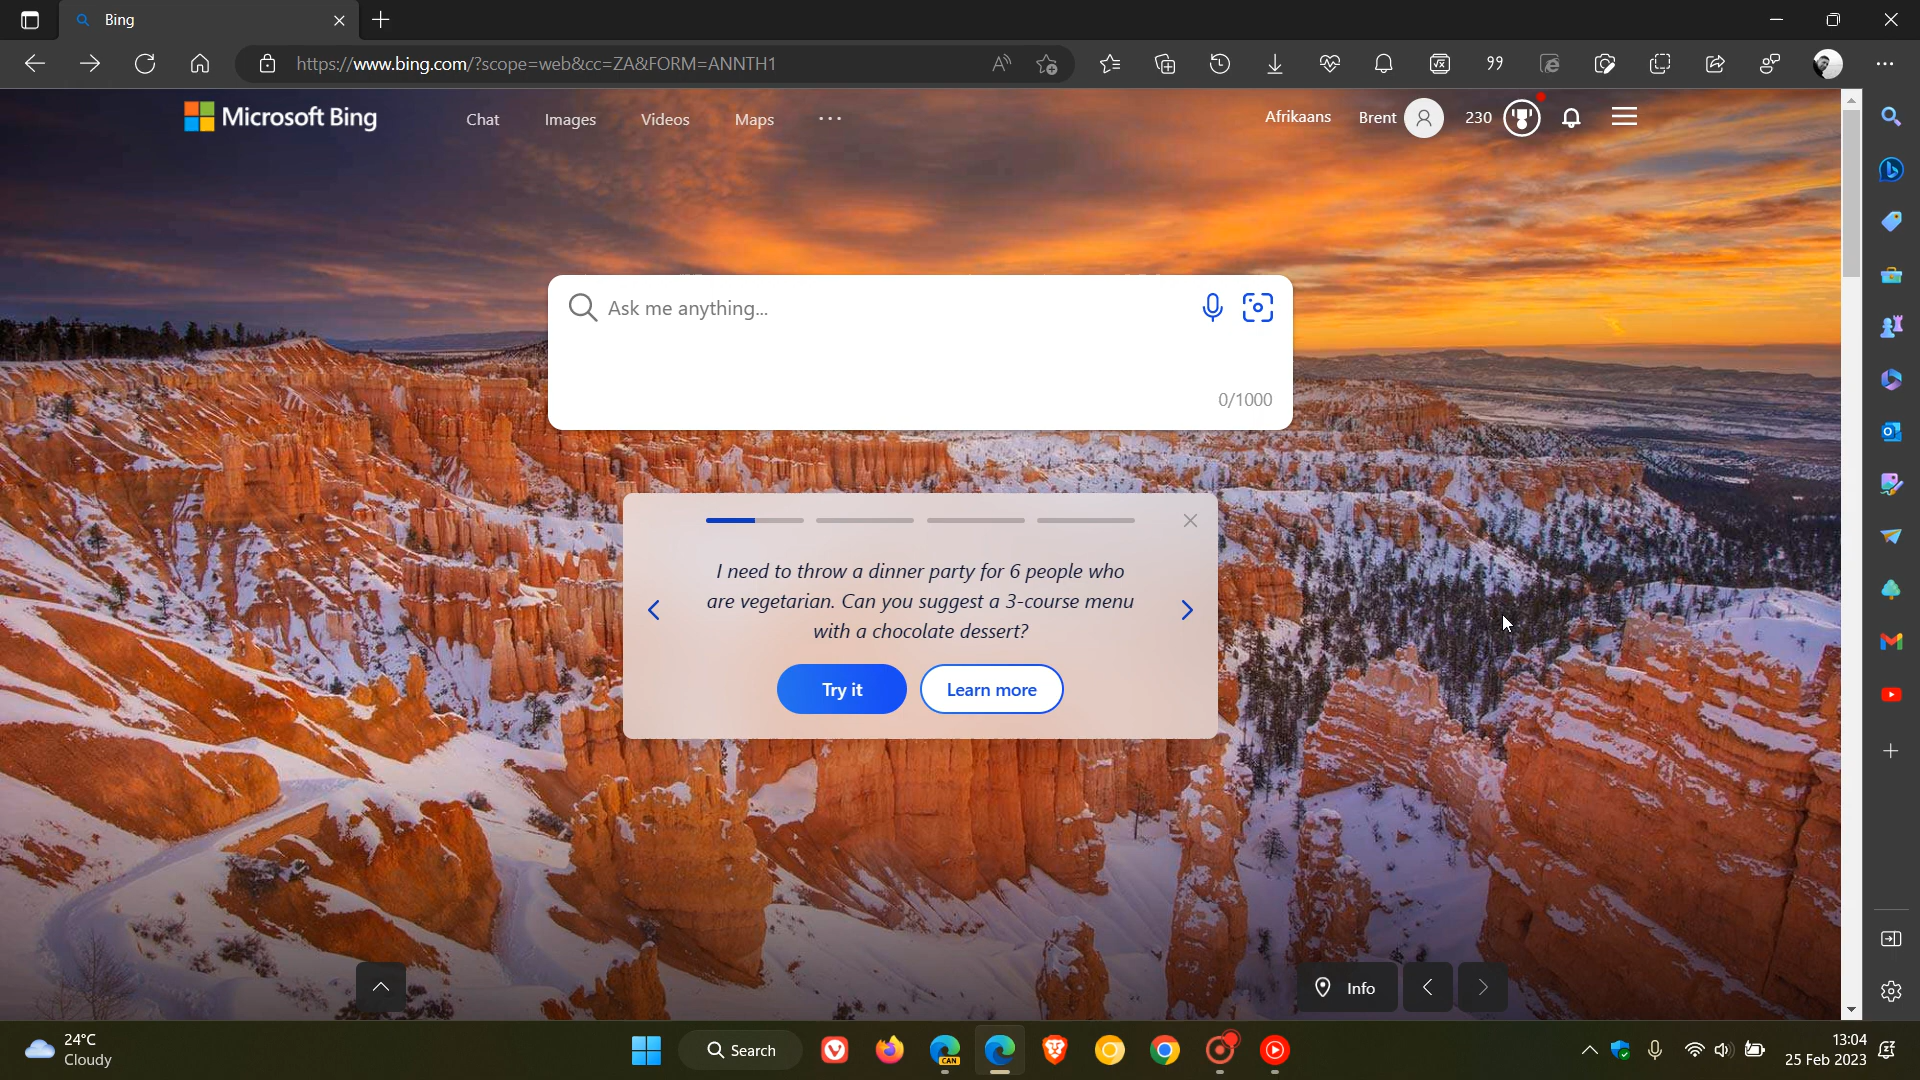 Bing
https://www.bing.com/?scope=web&cc=ZA&FORM=ANNTH1
Microsoft Bing
Chat
Images
Videos
Maps
Afrikaans
Brent
230
Ask me anything...
0/1000
I need to throw a dinner party for 6 people who
are vegetarian. Can you suggest a 3-course menu
with a chocolate dessert?
Try it
Learn more
Info
24°C
Cloudy
Search
CAN
13:04
25 Feb 2023